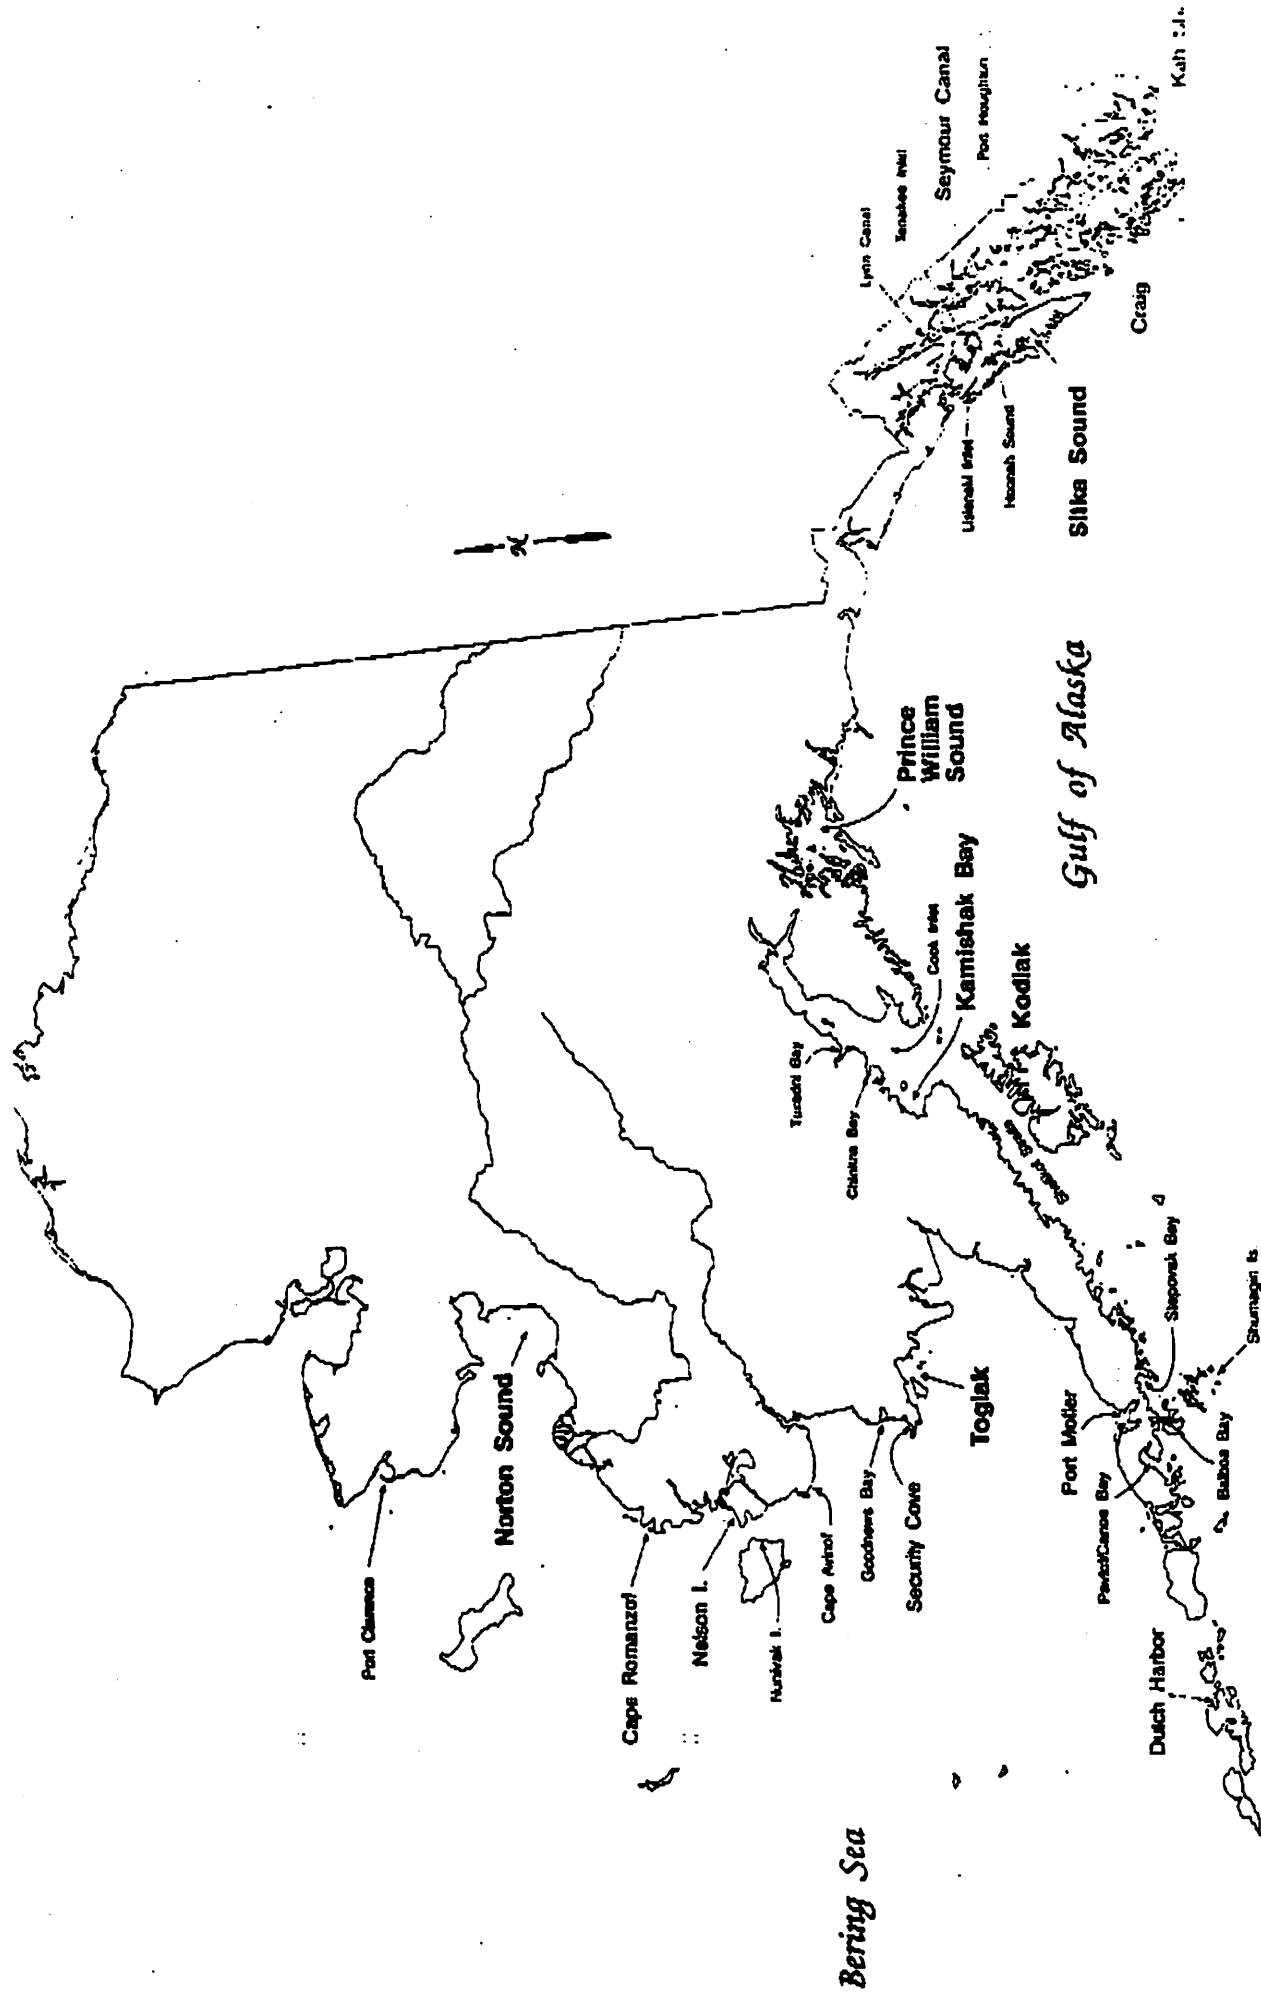 Port Clarence
Norton Sound
Cape Romanzof
Nelson I.
Nunivak I.
Cape Avinof
Goodnews Bay
Security Cove
Togiak
Bering Sea
Port Moller
Pavlof/Canoe Bay
Dutch Harbor
Balboa Bay
Stepovak Bay
Shumagin Is.
Tuxedni Bay
Chinitna Bay
Cook Inlet
Kamishak Bay
Kodiak
Prince
William
Sound
Gulf of Alaska
N
Lisianski Inlet
Hoonah Sound
Sitka Sound
Craig
Lynn Canal
Tenakee Inlet
Seymour Canal
Port Houghton
Kah